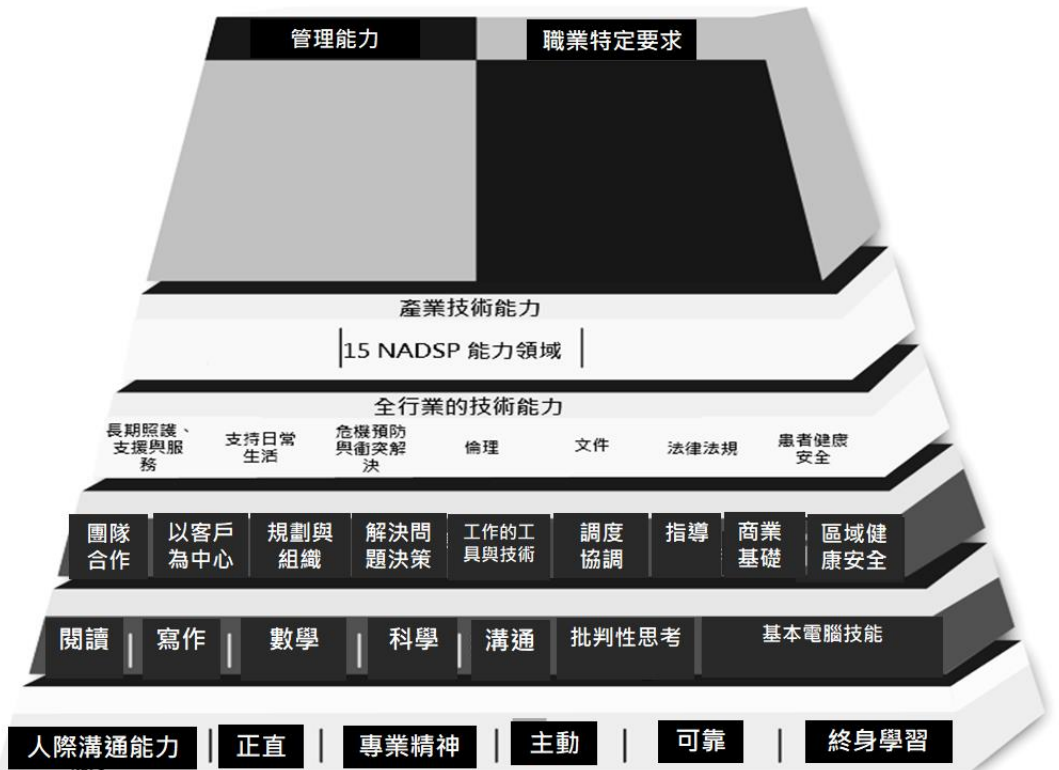 管理能力
職業特定要求
產業技術能力
15 NADSP 能力領域
全行業的技術能力
長期照護、
支援與服
務
支持日常
生活
危機預防
與衝突解
決
倫理
文件
法律法規
患者健康
安全
團隊
合作
以客戶
為中心
規劃與
組織
解決問
題決策
工作的工
具與技術
調度
協調
指導
商業
基礎
區域健
康安全
閱讀
寫作
數學
科學
溝通
批判性思考
基本電腦技能
人際溝通能力
正直
專業精神
主動
可靠
終身學習